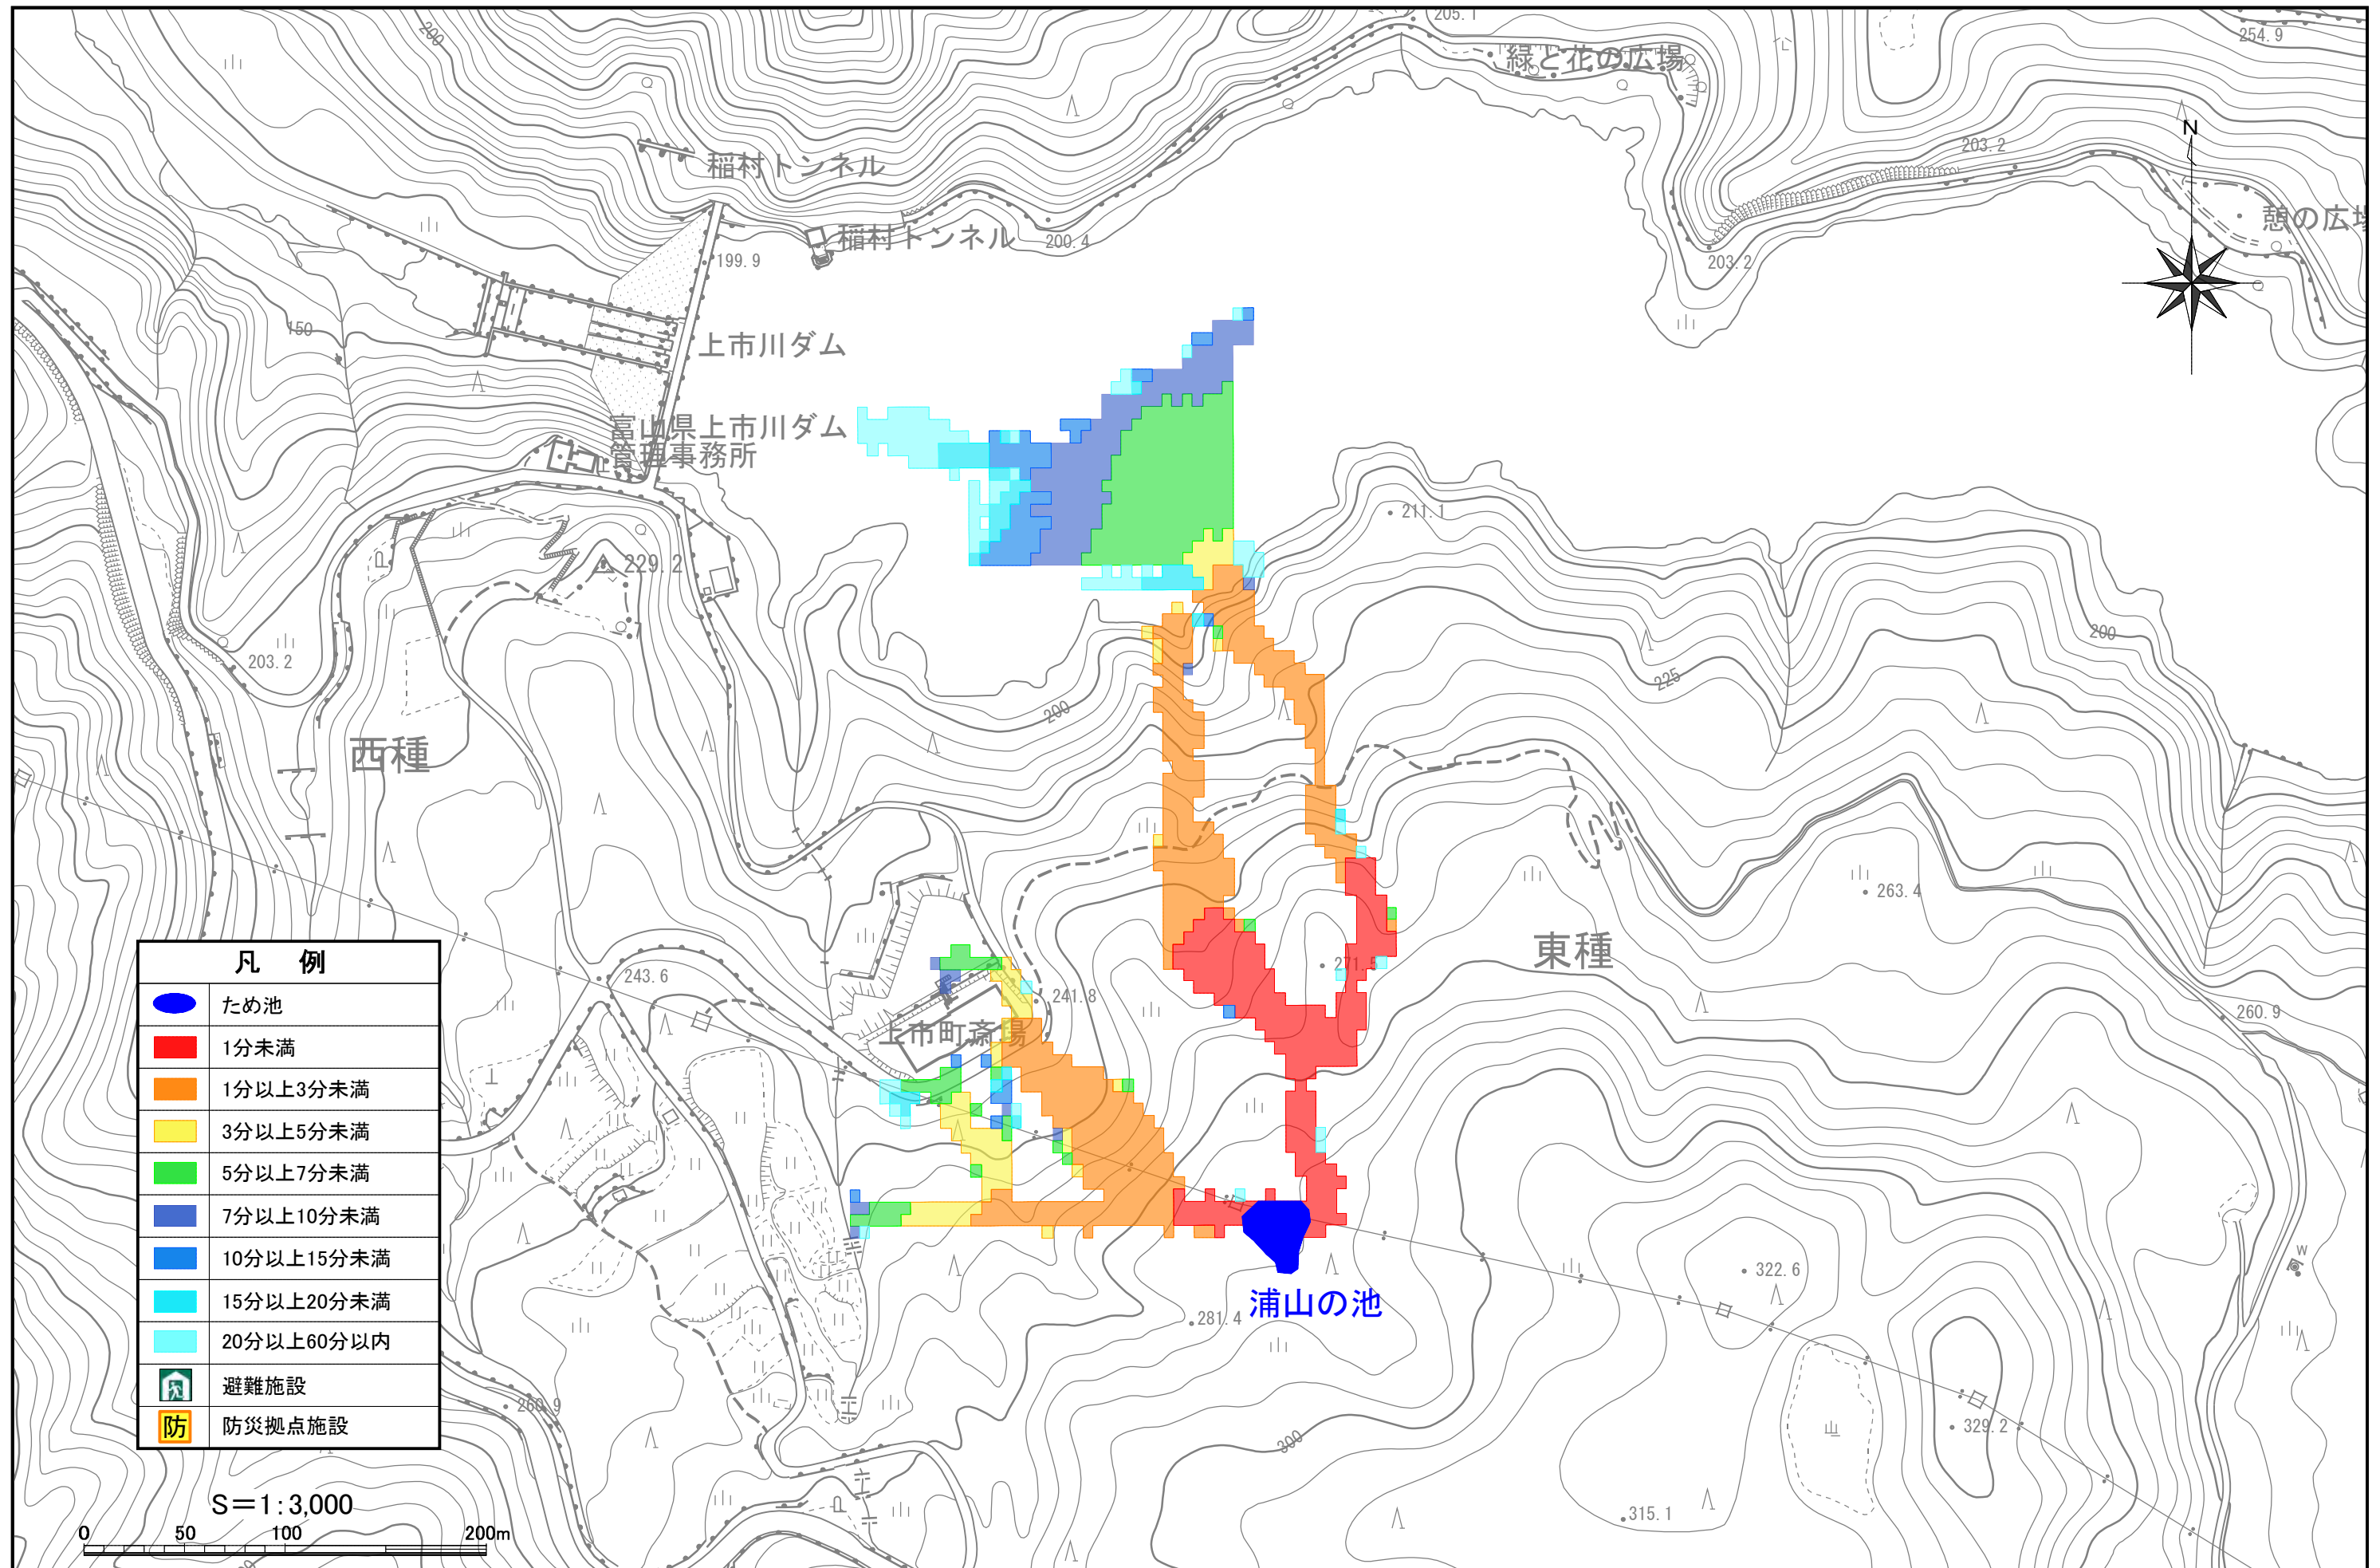 205.1
254.9
200
緑と花の広場
N
203.2
稲村トンネル
憩の広場
稲村トンネル
200.4
199.9
203.2
150
上市川ダム
富山県上市川ダム
管理事務所
211.1
229.2
203.2
200
225
200
西種
263.4
東種
271.5
243.6
241.8
260.9
上市町斎場
凡 例
ため池
1分未満
1分以上3分未満
3分以上5分未満
5分以上7分未満
7分以上10分未満
10分以上15分未満
15分以上20分未満
20分以上60分以内
避難施設
防 防災拠点施設
W
322.6
浦山の池
281.4
260.9
329.2
300
315.1
S=1:3,000
0 50 100 200m